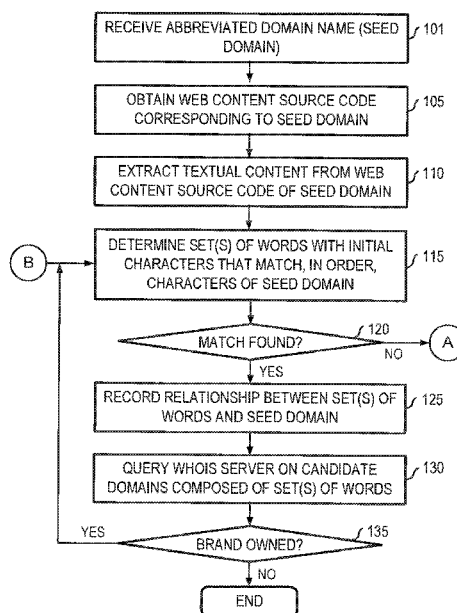 RECEIVE ABBREVIATED DOMAIN NAME (SEED
DOMAIN)
101
OBTAIN WEB CONTENT SOURCE CODE
CORRESPONDING TO SEED DOMAIN
105
EXTRACT TEXTUAL CONTENT FROM WEB
CONTENT SOURCE CODE OF SEED DOMAIN
110
B
DETERMINE SET(S) OF WORDS WITH INITIAL
CHARACTERS THAT MATCH, IN ORDER,
CHARACTERS OF SEED DOMAIN
115
MATCH FOUND?
120
NO
A
YES
RECORD RELATIONSHIP BETWEEN SET(S) OF
WORDS AND SEED DOMAIN
125
QUERY WHOIS SERVER ON CANDIDATE
DOMAINS COMPOSED OF SET(S) OF WORDS
130
YES
BRAND OWNED?
135
NO
END